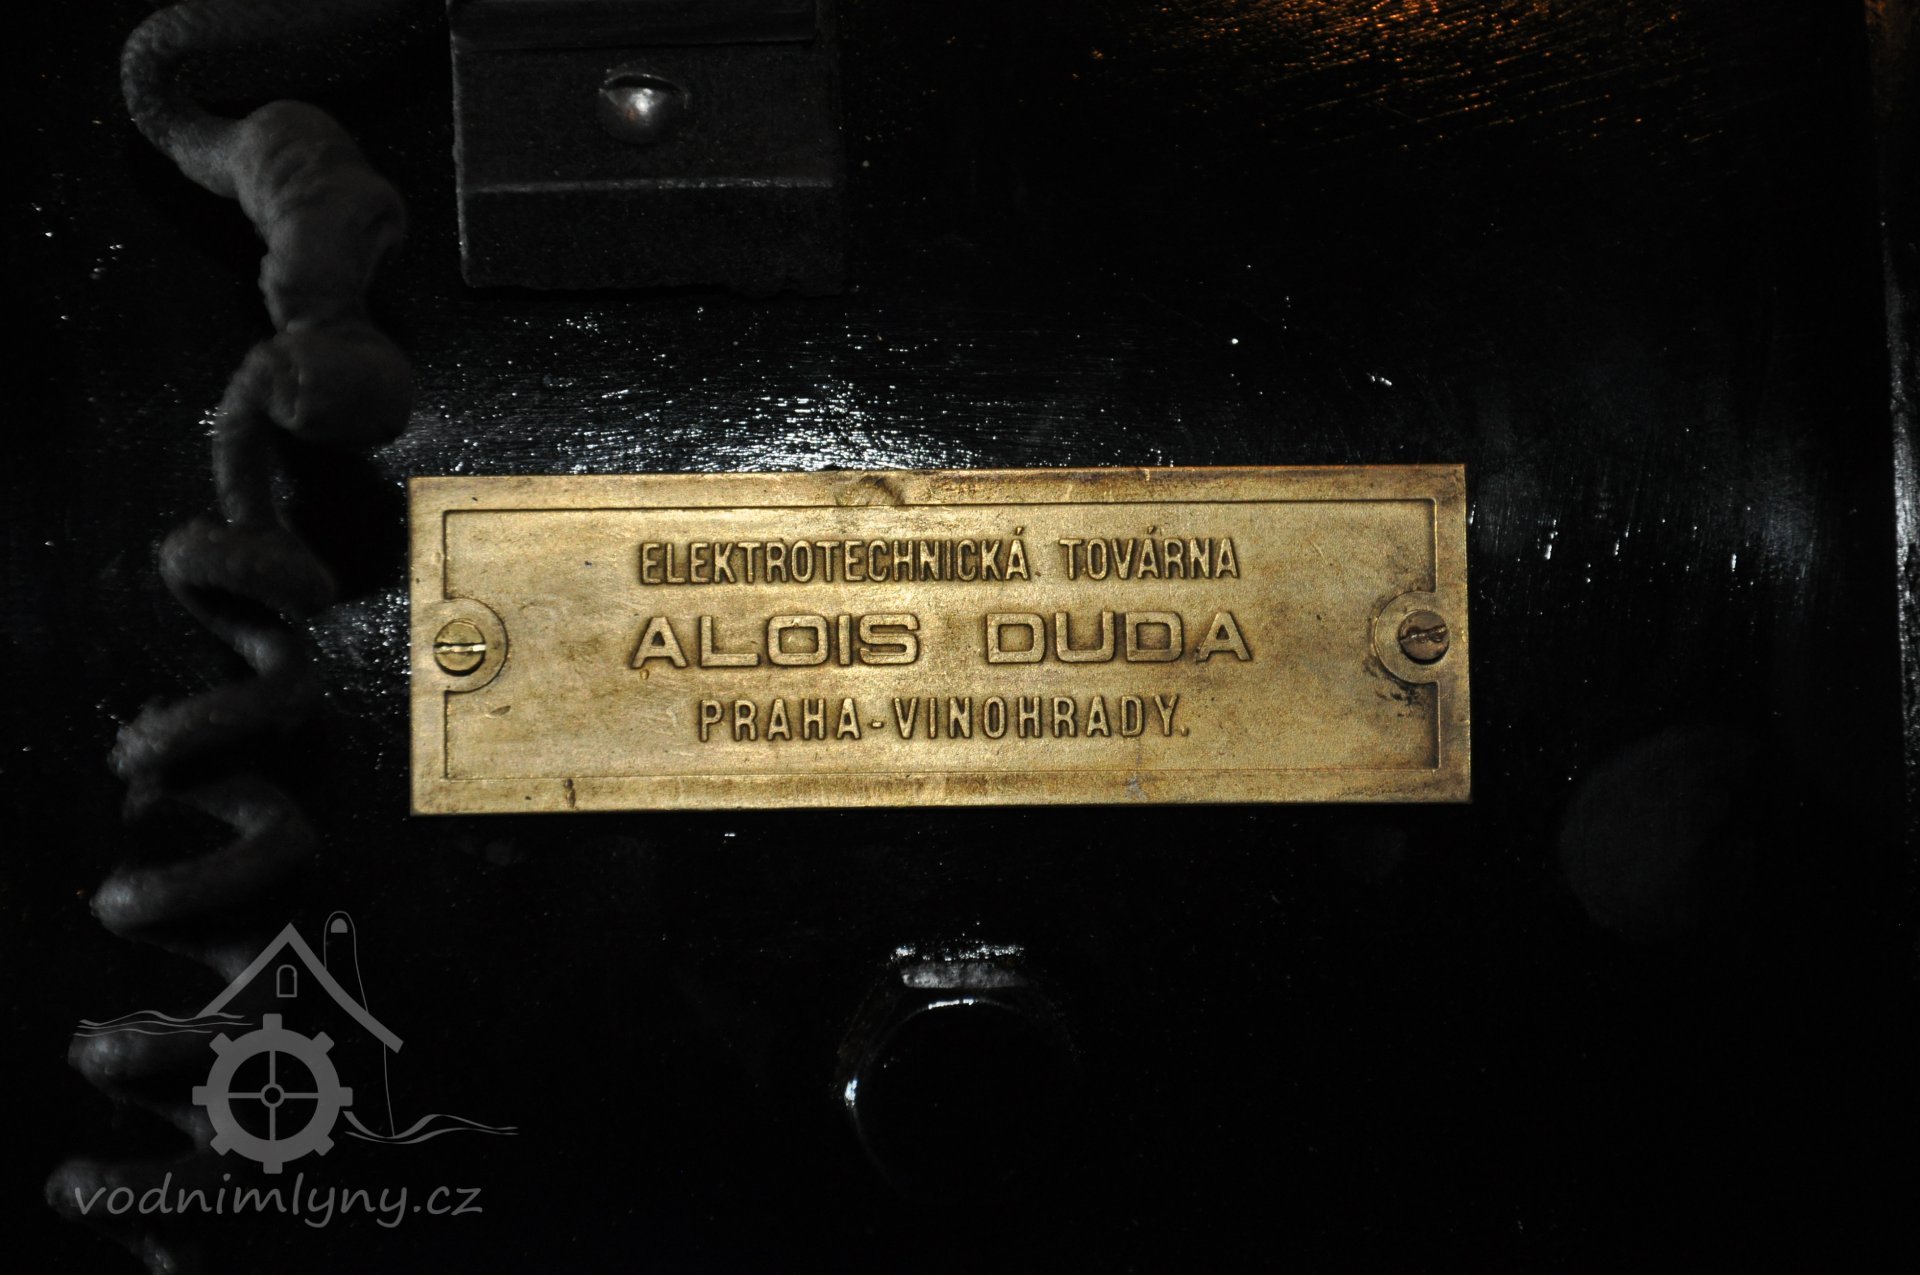 ELEKTROTECHNICKÁ TOVÁRNA
ALOIS DUDA
PRAHA-VINOHRADY.
vodnimlyny.cz